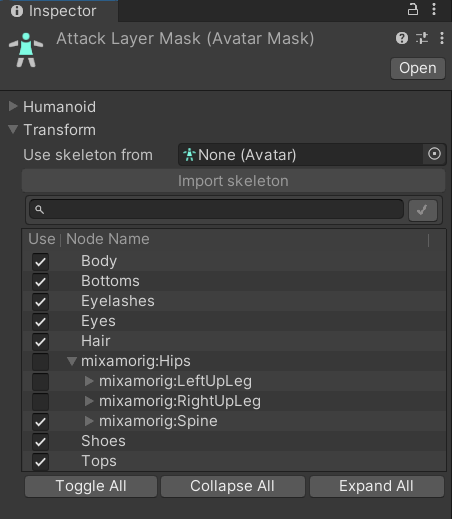 Inspector
Attack Layer Mask (Avatar Mask)
Open
Humanoid
Transform
Use skeleton from None (Avatar)
Import skeleton
Use Node Name
Body
Bottoms
Eyelashes
Eyes
Hair
mixamorig:Hips
mixamorig:LeftUpLeg
mixamorig:RightUpLeg
mixamorig:Spine
Shoes
Tops
Toggle All Collapse All Expand All